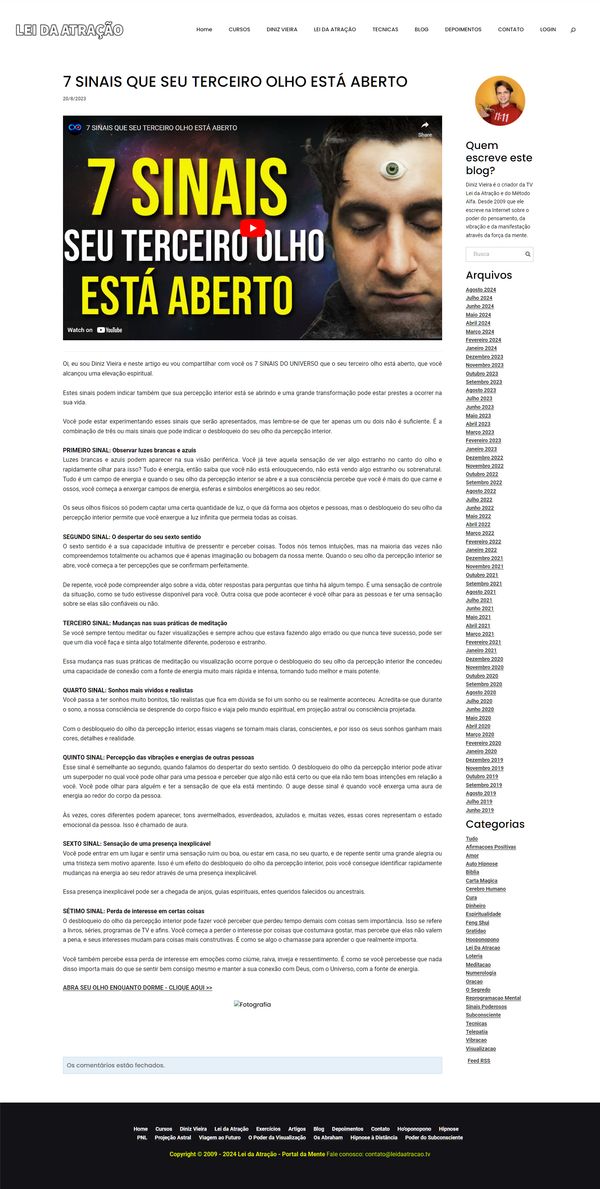 LEI DA ATRAÇÃO
Home CURSOS DINIZ VIEIRA LEI DA ATRAÇÃO TECNICAS BLOG DEPOIMENTOS CONTATO LOGIN
7 SINAIS QUE SEU TERCEIRO OLHO ESTÁ ABERTO
20/8/2023
7 SINAIS QUE SEU TERCEIRO OLHO ESTÁ ABERTO
Share
7 SINAIS
SEU TERCEIRO OLHO
ESTÁ ABERTO
Watch on YouTube
Oi, eu sou Diniz Vieira e neste artigo eu vou compartilhar com você os 7 SINAIS DO UNIVERSO que o seu terceiro olho está aberto, que você
alcançou uma elevação espiritual.
Estes sinais podem indicar também que sua percepção interior está se abrindo e uma grande transformação pode estar prestes a ocorrer na
sua vida.
Você pode estar experimentando esses sinais que serão apresentados, mas lembre-se de que ter apenas um ou dois não é suficiente. É a
combinação de três ou mais sinais que pode indicar o desbloqueio do seu olho da percepção interior.
PRIMEIRO SINAL: Observar luzes brancas e azuis
Luzes brancas e azuis podem aparecer na sua visão periférica. Você já teve aquela sensação de ver algo estranho no canto do olho e
rapidamente olhar para isso? Tudo é energia, então saiba que você não está enlouquecendo, não está vendo algo estranho ou sobrenatural.
Tudo é um campo de energia e quando o seu olho da percepção interior se abre e a sua consciência percebe que você é mais do que carne e
ossos, você começa a enxergar campos de energia, esferas e símbolos energéticos ao seu redor.
Os seus olhos físicos só podem captar uma certa quantidade de luz, o que dá forma aos objetos e pessoas, mas o desbloqueio do seu olho da
percepção interior permite que você enxergue a luz infinita que permeia todas as coisas.
SEGUNDO SINAL: O despertar do seu sexto sentido
O sexto sentido é a sua capacidade intuitiva de pressentir e perceber coisas. Todos nós temos intuições, mas na maioria das vezes não
compreendemos totalmente ou achamos que é apenas imaginação ou bobagem da nossa mente. Quando o seu olho da percepção interior se
abre, você começa a ter percepções que se confirmam perfeitamente.
De repente, você pode compreender algo sobre a vida, obter respostas para perguntas que tinha há algum tempo. É uma sensação de controle
da situação, como se tudo estivesse disponível para você. Outra coisa que pode acontecer é você olhar para as pessoas e ter uma sensação
sobre se elas são confiáveis ou não.
TERCEIRO SINAL: Mudanças nas suas práticas de meditação
Se você sempre tentou meditar ou fazer visualizações e sempre achou que estava fazendo algo errado ou que nunca teve sucesso, pode ser
que um dia você faça e sinta algo totalmente diferente, poderoso e estranho.
Essa mudança nas suas práticas de meditação ou visualização ocorre porque o desbloqueio do seu olho da percepção interior lhe concedeu
uma capacidade de conexão com a fonte de energia muito mais rápida e intensa, tornando tudo melhor e mais potente.
QUARTO SINAL: Sonhos mais vívidos e realistas
Você passa a ter sonhos muito bonitos, tão realistas que fica em dúvida se foi um sonho ou se realmente aconteceu. Acredita-se que durante
o sono, a nossa consciência se desprende do corpo físico e viaja pelo mundo espiritual, em projeção astral ou consciência projetada.
Com o desbloqueio do olho da percepção interior, essas viagens se tornam mais claras, conscientes, e por isso os seus sonhos ganham mais
cores, detalhes e realidade.
QUINTO SINAL: Percepção das vibrações e energias de outras pessoas
Esse sinal é semelhante ao segundo, quando falamos do despertar do sexto sentido. O desbloqueio do olho da percepção interior pode ativar
um superpoder no qual você pode olhar para uma pessoa e perceber que algo não está certo ou que ela não tem boas intenções em relação a
você. Você pode olhar para alguém e ter a sensação de que ela está mentindo. O auge desse sinal é quando você enxerga uma aura de
energia ao redor do corpo da pessoa.
Às vezes, cores diferentes podem aparecer, tons avermelhados, esverdeados, azulados e, muitas vezes, essas cores representam o estado
emocional da pessoa. Isso é chamado de aura.
SEXTO SINAL: Sensação de uma presença inexplicável
Você pode entrar em um lugar e sentir uma sensação ruim ou boa, ou estar em casa, no seu quarto, e de repente sentir uma grande alegria ou
uma tristeza sem motivo aparente. Isso é um efeito do desbloqueio do olho da percepção interior, pois você consegue identificar rapidamente
mudanças na energia ao seu redor através de uma presença inexplicável.
Essa presença inexplicável pode ser a chegada de anjos, guias espirituais, entes queridos falecidos ou ancestrais.
SÉTIMO SINAL: Perda de interesse em certas coisas
O desbloqueio do olho da percepção interior pode fazer você perceber que perdeu tempo demais com coisas sem importância. Isso se refere
a livros, séries, programas de TV e afins. Você começa a perder o interesse por coisas que costumava gostar, mas percebe que elas não valem
a pena, e seus interesses mudam para coisas mais construtivas. É como se algo o chamasse para aprender o que realmente importa.
Você também percebe essa perda de interesse em emoções como ciúme, raiva, inveja e ressentimento. É como se você percebesse que nada
disso importa mais do que se sentir bem consigo mesmo e manter a sua conexão com Deus, com o Universo, com a fonte de energia.
ABRA SEU OLHO ENQUANTO DORME - CLIQUE AQUI >>
Fotografia
Os comentários estão fechados.
11:11
Quem
escreve este
blog?
Diniz Vieira é o criador da TV
Lei da Atração e do Método
Alfa. Desde 2009 que ele
escreve na Internet sobre o
poder do pensamento, da
vibração e da manifestação
através da força da mente.
Busca
Arquivos
Agosto 2024
Julho 2024
Junho 2024
Maio 2024
Abril 2024
Março 2024
Fevereiro 2024
Janeiro 2024
Dezembro 2023
Novembro 2023
Outubro 2023
Setembro 2023
Agosto 2023
Julho 2023
Junho 2023
Maio 2023
Abril 2023
Março 2023
Fevereiro 2023
Janeiro 2023
Dezembro 2022
Novembro 2022
Outubro 2022
Setembro 2022
Agosto 2022
Julho 2022
Junho 2022
Maio 2022
Abril 2022
Março 2022
Fevereiro 2022
Janeiro 2022
Dezembro 2021
Novembro 2021
Outubro 2021
Setembro 2021
Agosto 2021
Julho 2021
Junho 2021
Maio 2021
Abril 2021
Março 2021
Fevereiro 2021
Janeiro 2021
Dezembro 2020
Novembro 2020
Outubro 2020
Setembro 2020
Agosto 2020
Julho 2020
Junho 2020
Maio 2020
Abril 2020
Março 2020
Fevereiro 2020
Janeiro 2020
Dezembro 2019
Novembro 2019
Outubro 2019
Setembro 2019
Agosto 2019
Julho 2019
Junho 2019
Categorias
Tudo
Afirmacoes Positivas
Amor
Auto Hipnose
Biblia
Carta Magica
Cerebro Humano
Cura
Dinheiro
Espiritualidade
Feng Shui
Gratidao
Hooponopono
Lei Da Atracao
Loteria
Meditacao
Numerologia
Oracao
O Segredo
Reprogramacao Mental
Sinais Poderosos
Subconsciente
Tecnicas
Telepatia
Vibracao
Visualizacao
Feed RSS
Home Cursos Diniz Vieira Lei da Atração Exercícios Artigos Blog Depoimentos Contato Ho'oponopono Hipnose
PNL Projeção Astral Viagem ao Futuro O Poder da Visualização Os Abraham Hipnose à Distância Poder do Subconsciente
Copyright © 2009 - 2024 Lei da Atração - Portal da Mente Fale conosco: contato@leidaatracao.tv